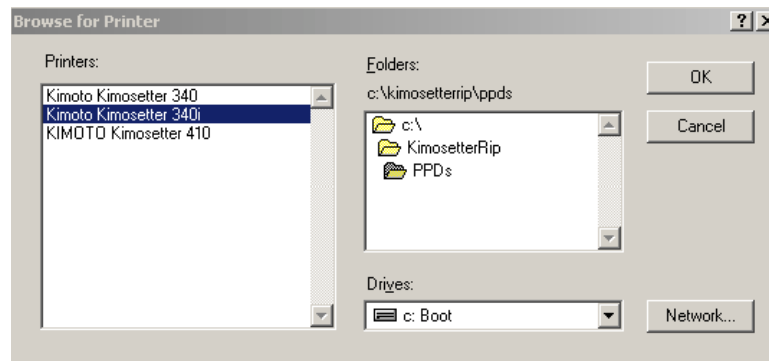 Browse for Printer
Printers:
Kimoto Kimosetter 340
Kimoto Kimosetter 340i
KIMOTO Kimosetter 410
Folders:
c:\kimosetterrip\ppds
c:\
KimosetterRip
PPDs
Drives:
c: Boot
OK
Cancel
Network...